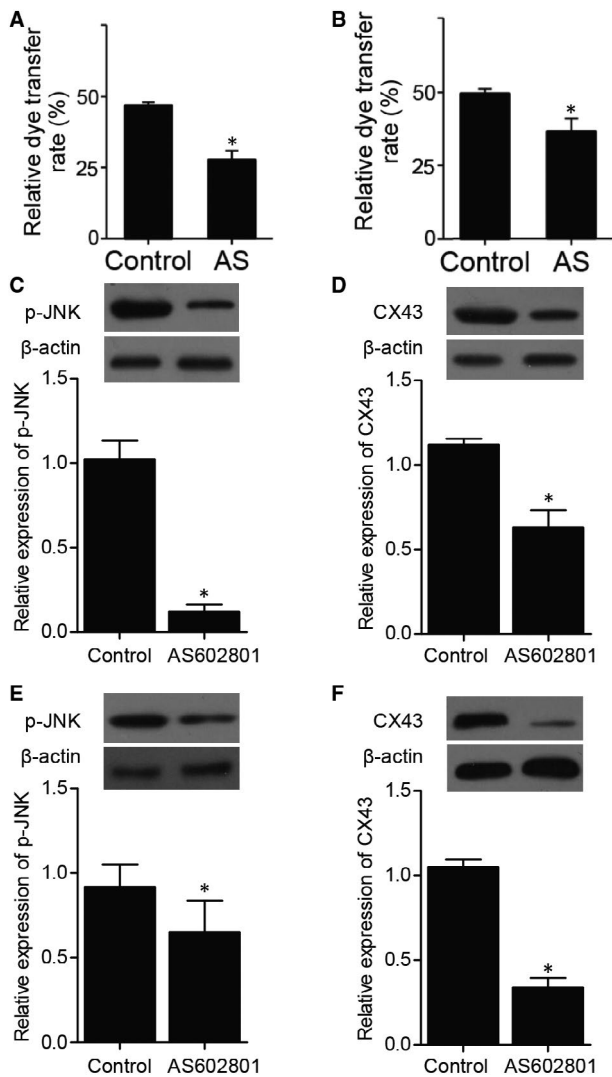 A
Relative dye transfer
rate (%)
50
25
0
*
Control AS
B
Relative dye transfer
rate (%)
50
25
0
*
Control AS
C
p-JNK
β-actin
Relative expression of p-JNK
1.5
1.0
0.5
0.0
*
Control AS602801
D
CX43
β-actin
Relative expression of CX43
1.5
1.0
0.5
0.0
*
Control AS602801
E
p-JNK
β-actin
Relative expression of p-JNK
1.5
1.0
0.5
0.0
*
Control AS602801
F
CX43
β-actin
Relative expression of CX43
1.5
1.0
0.5
0.0
*
Control AS602801